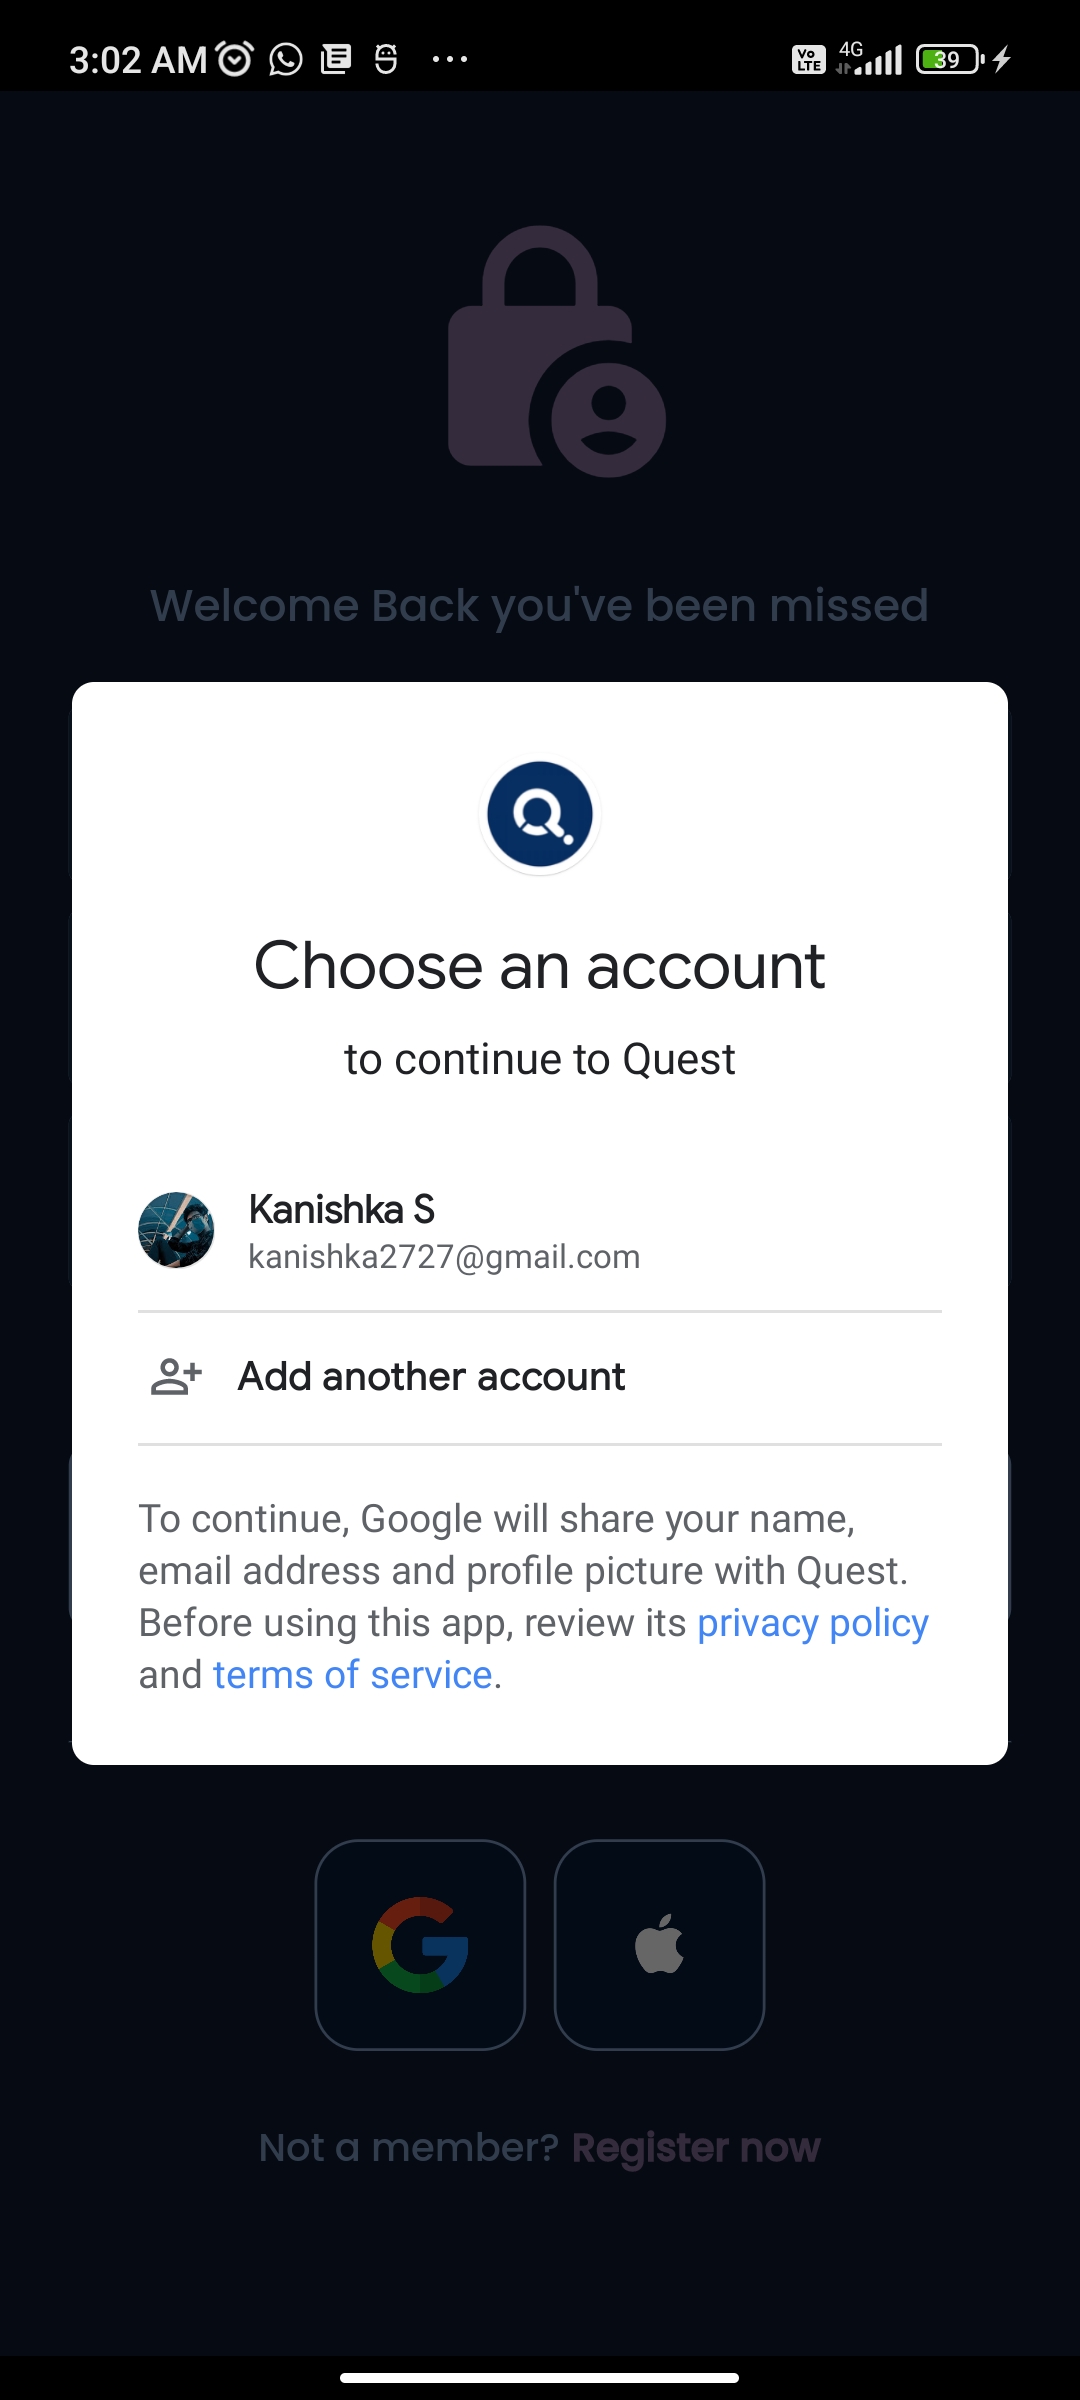 3:02 AM
Vo LTE 4G 39
Welcome Back you've been missed
Choose an account
to continue to Quest
Kanishka S
kanishka2727@gmail.com
Add another account
To continue, Google will share your name,
email address and profile picture with Quest.
Before using this app, review its privacy policy
and terms of service.
Not a member? Register now